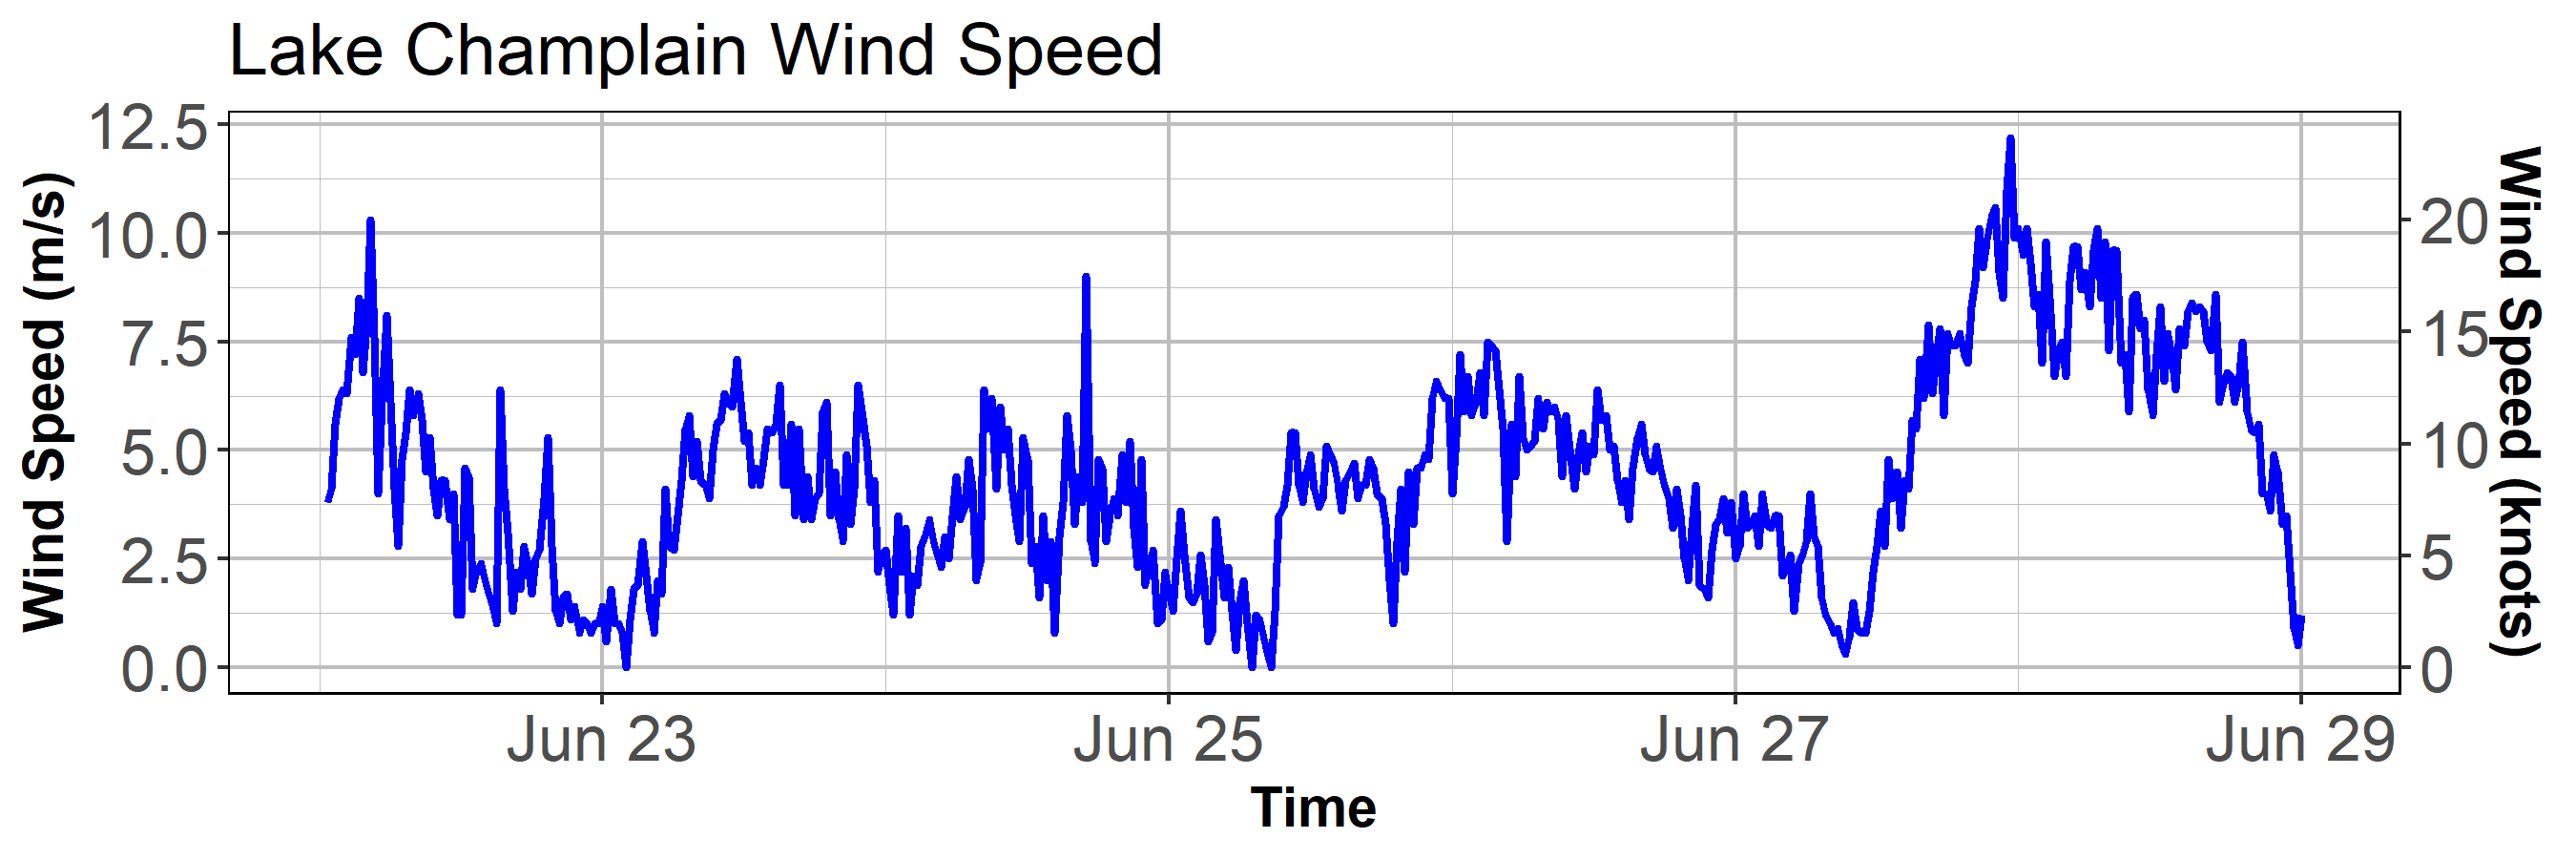 Lake Champlain Wind Speed
12.5
10.0
7.5
5.0
2.5
0.0
Wind Speed (m/s)
20
15
10
5
0
Wind Speed (knots)
Jun 23
Jun 25
Jun 27
Jun 29
Time